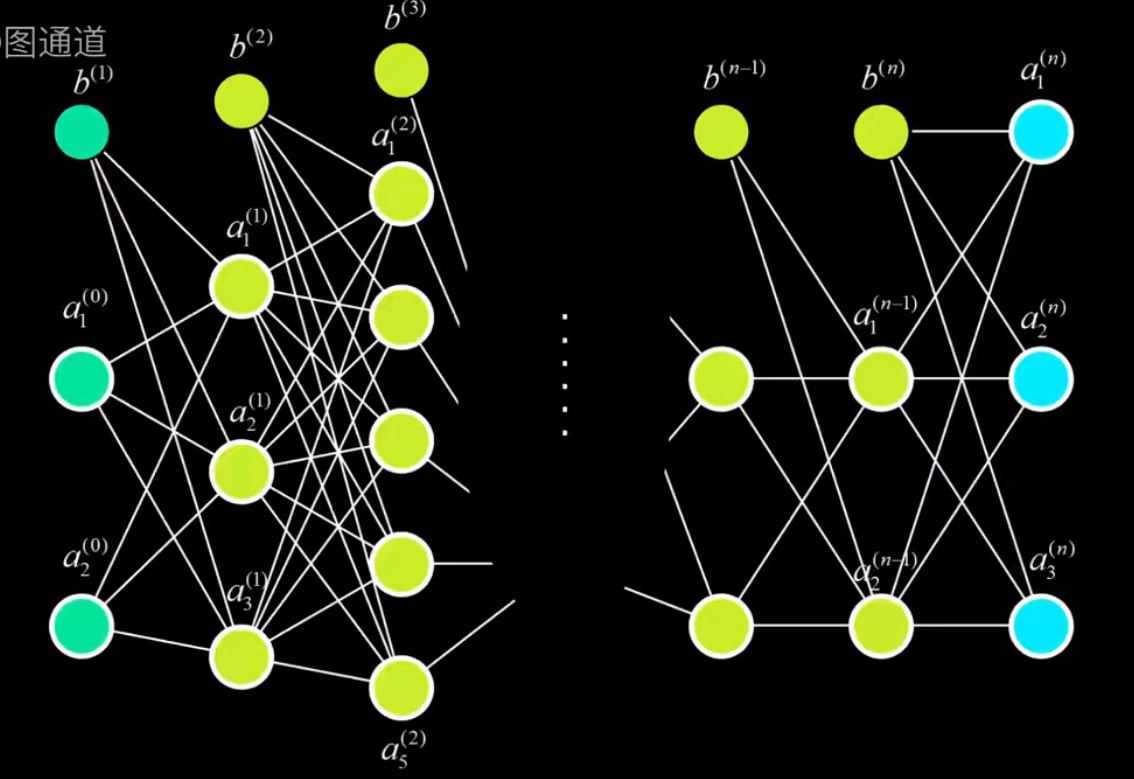 图通道
b^(1)
b^(2)
b^(3)
a_1^(0)
a_2^(0)
a_1^(1)
a_2^(1)
a_3^(1)
a_1^(2)
a_5^(2)
b^(n–1)
b^(n)
a_1^(n–1)
a_2^(n–1)
a_1^(n)
a_2^(n)
a_3^(n)